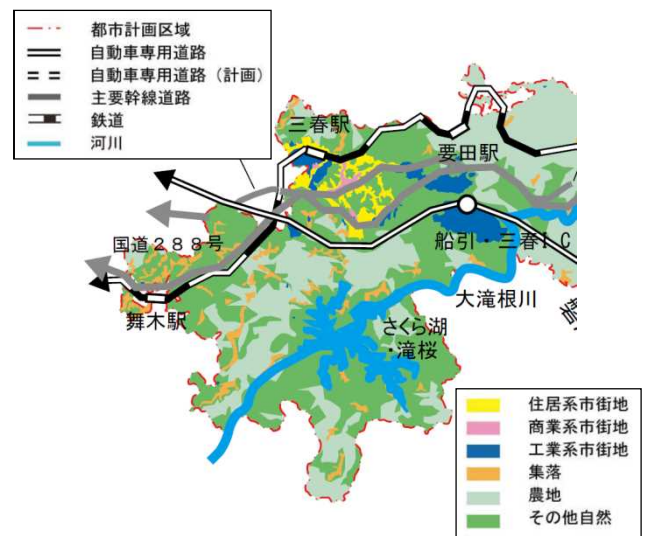 都市計画区域
自動車専用道路
自動車専用道路（計画）
主要幹線道路
鉄道
河川
三春駅
要田駅
国道２８８号
船引・三春ＩＣ
大滝根川
舞木駅
さくら湖
・滝桜
住居系市街地
商業系市街地
工業系市街地
集落
農地
その他自然